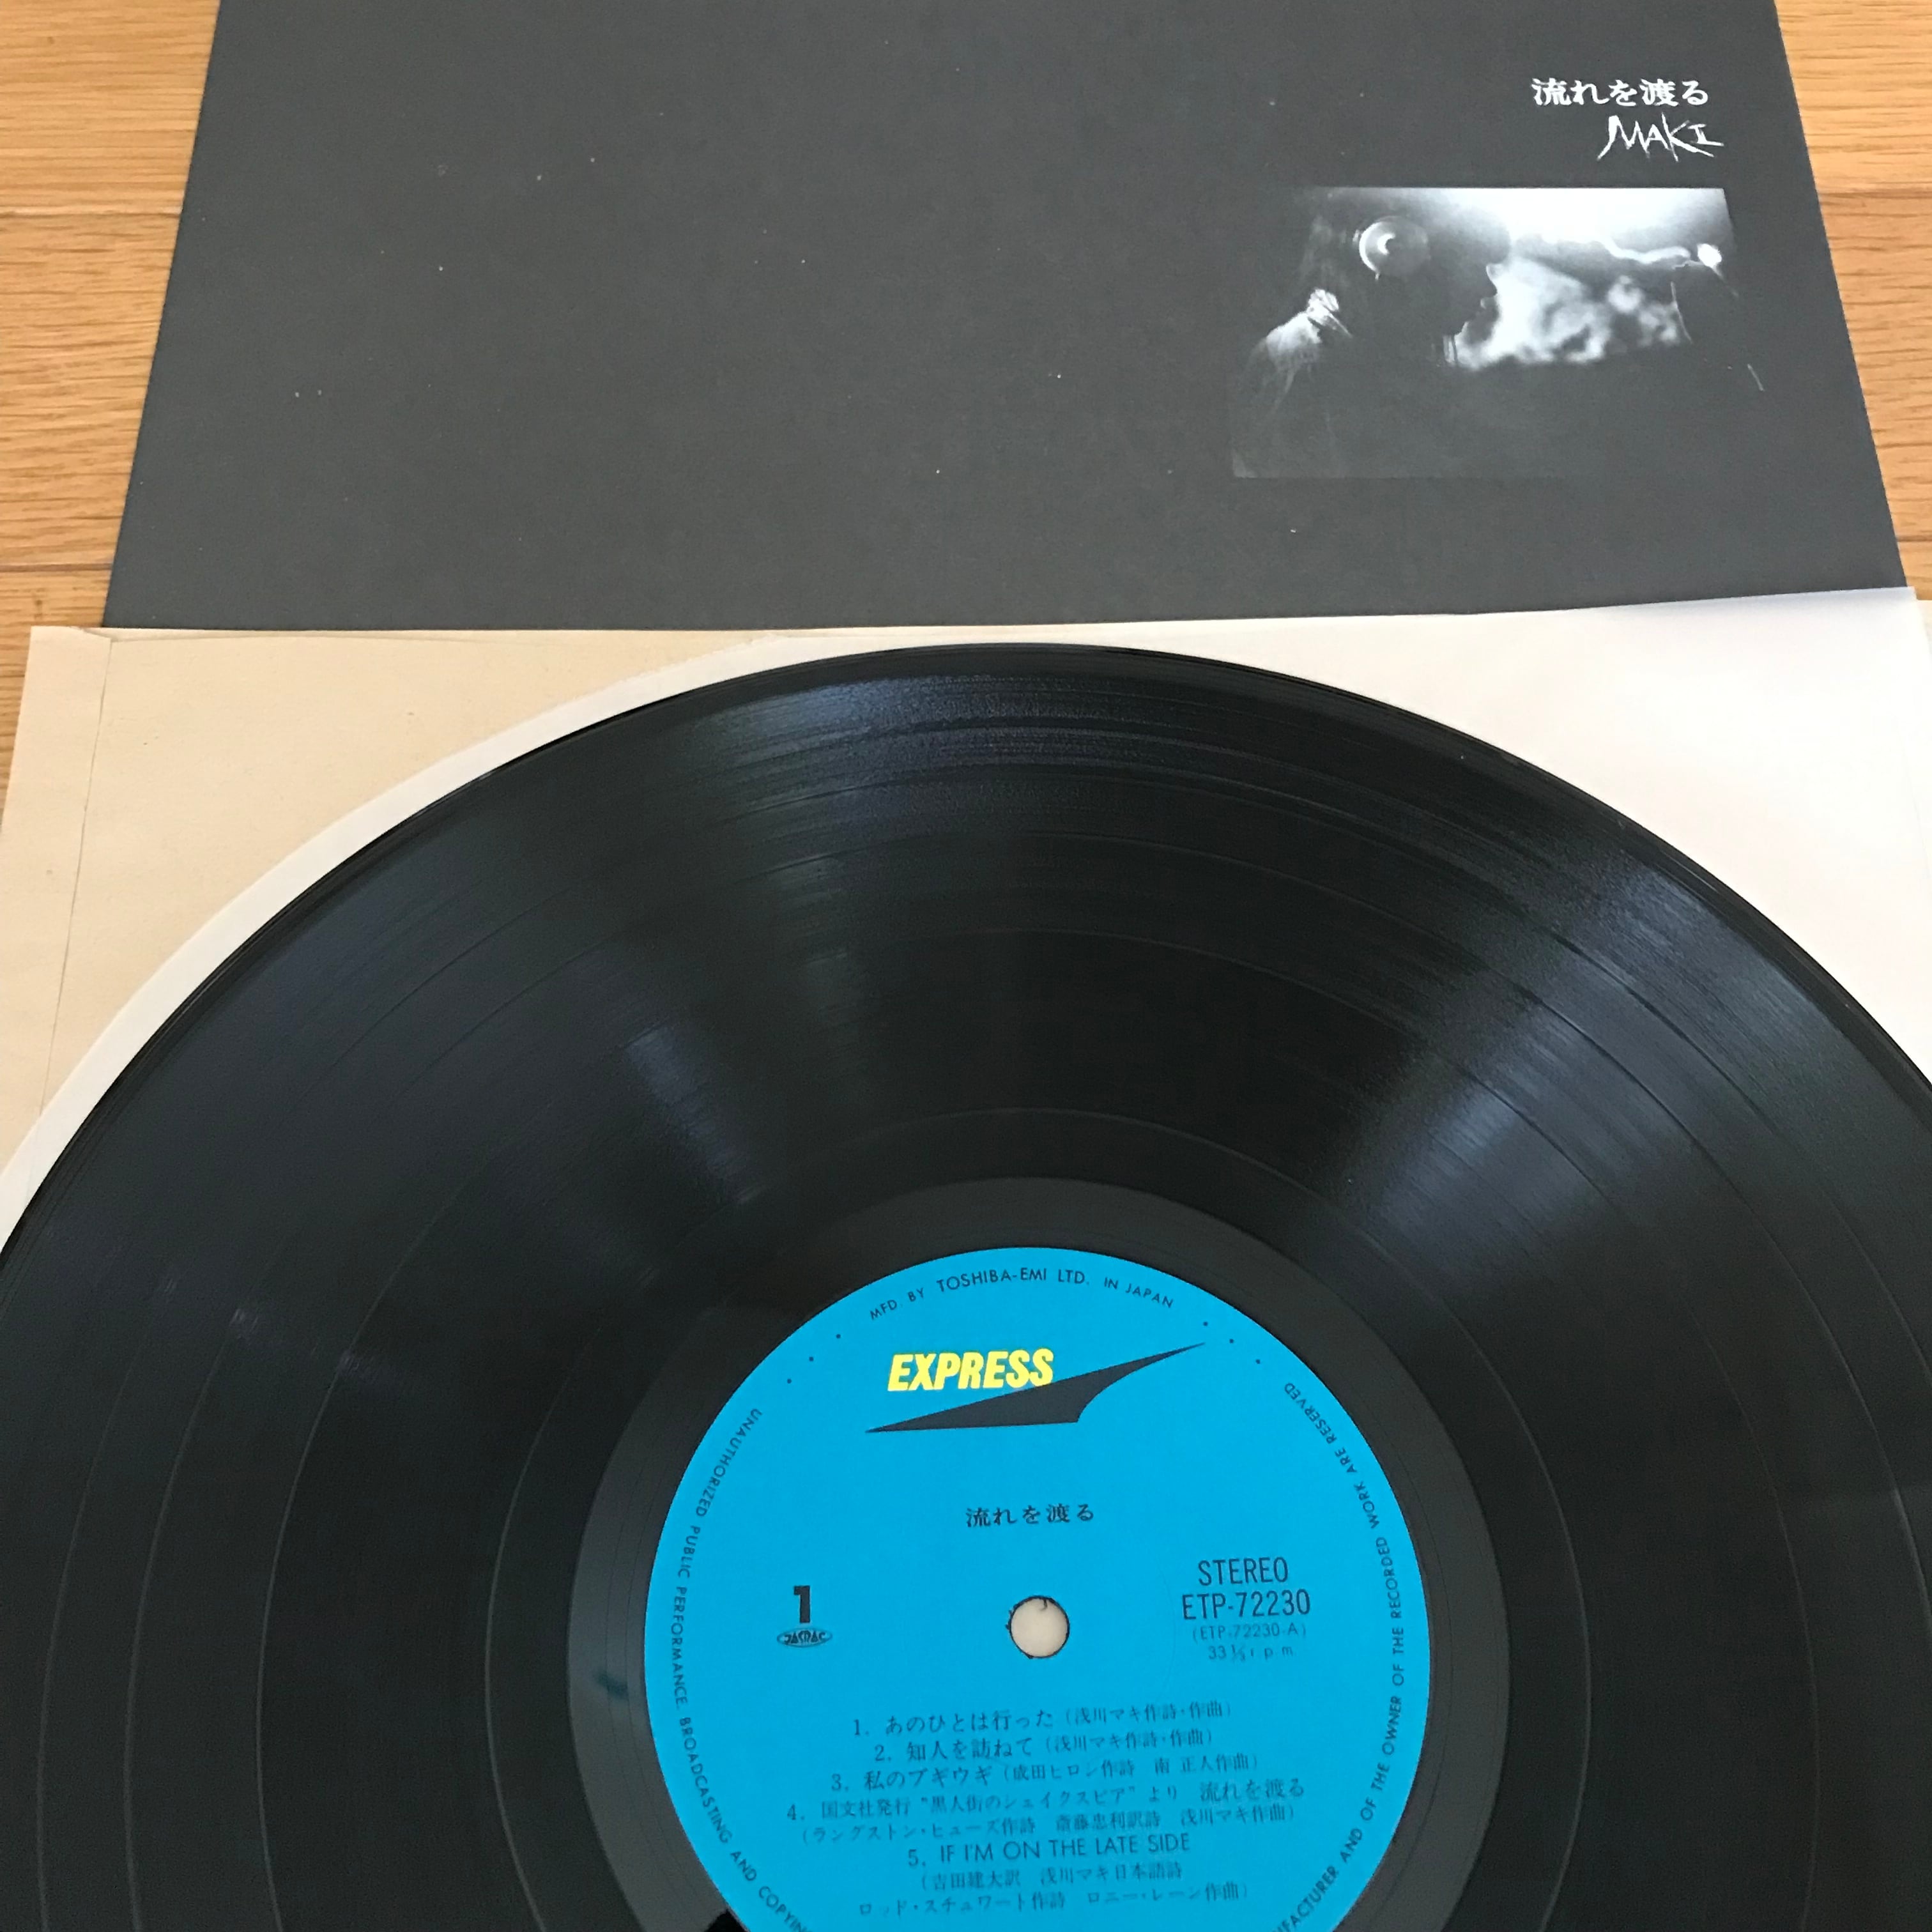 流れを渡る
MAKI
MFD. BY TOSHIBA-EMI LTD. IN JAPAN
EXPRESS
流れを渡る
1
JASRAC
STEREO
ETP-72230
(ETP-72230-A)
33⅓ r p m
1. あのひとは行った (浅川マキ作詩・作曲)
2. 知人を訪ねて (浅川マキ作詩・作曲)
3. 私のブギウギ (成田ヒロシ作詩 南 正人作曲)
4. 国文社発行 “黒人街のシェイクスピア” より 流れを渡る
(ラングストン・ヒューズ作詩 斎藤忠利訳詩 浅川マキ作曲)
5. IF I'M ON THE LATE SIDE
(吉田建大訳 浅川マキ日本語詩
ロッド・スチュワート作詩 ロニー・レーン作曲)
UNAUTHORIZED PUBLIC PERFORMANCE. BROADCASTING AND COPYIN
FACTURER AND OF THE OWNER OF THE RECORDED WORK ARE RESERVED